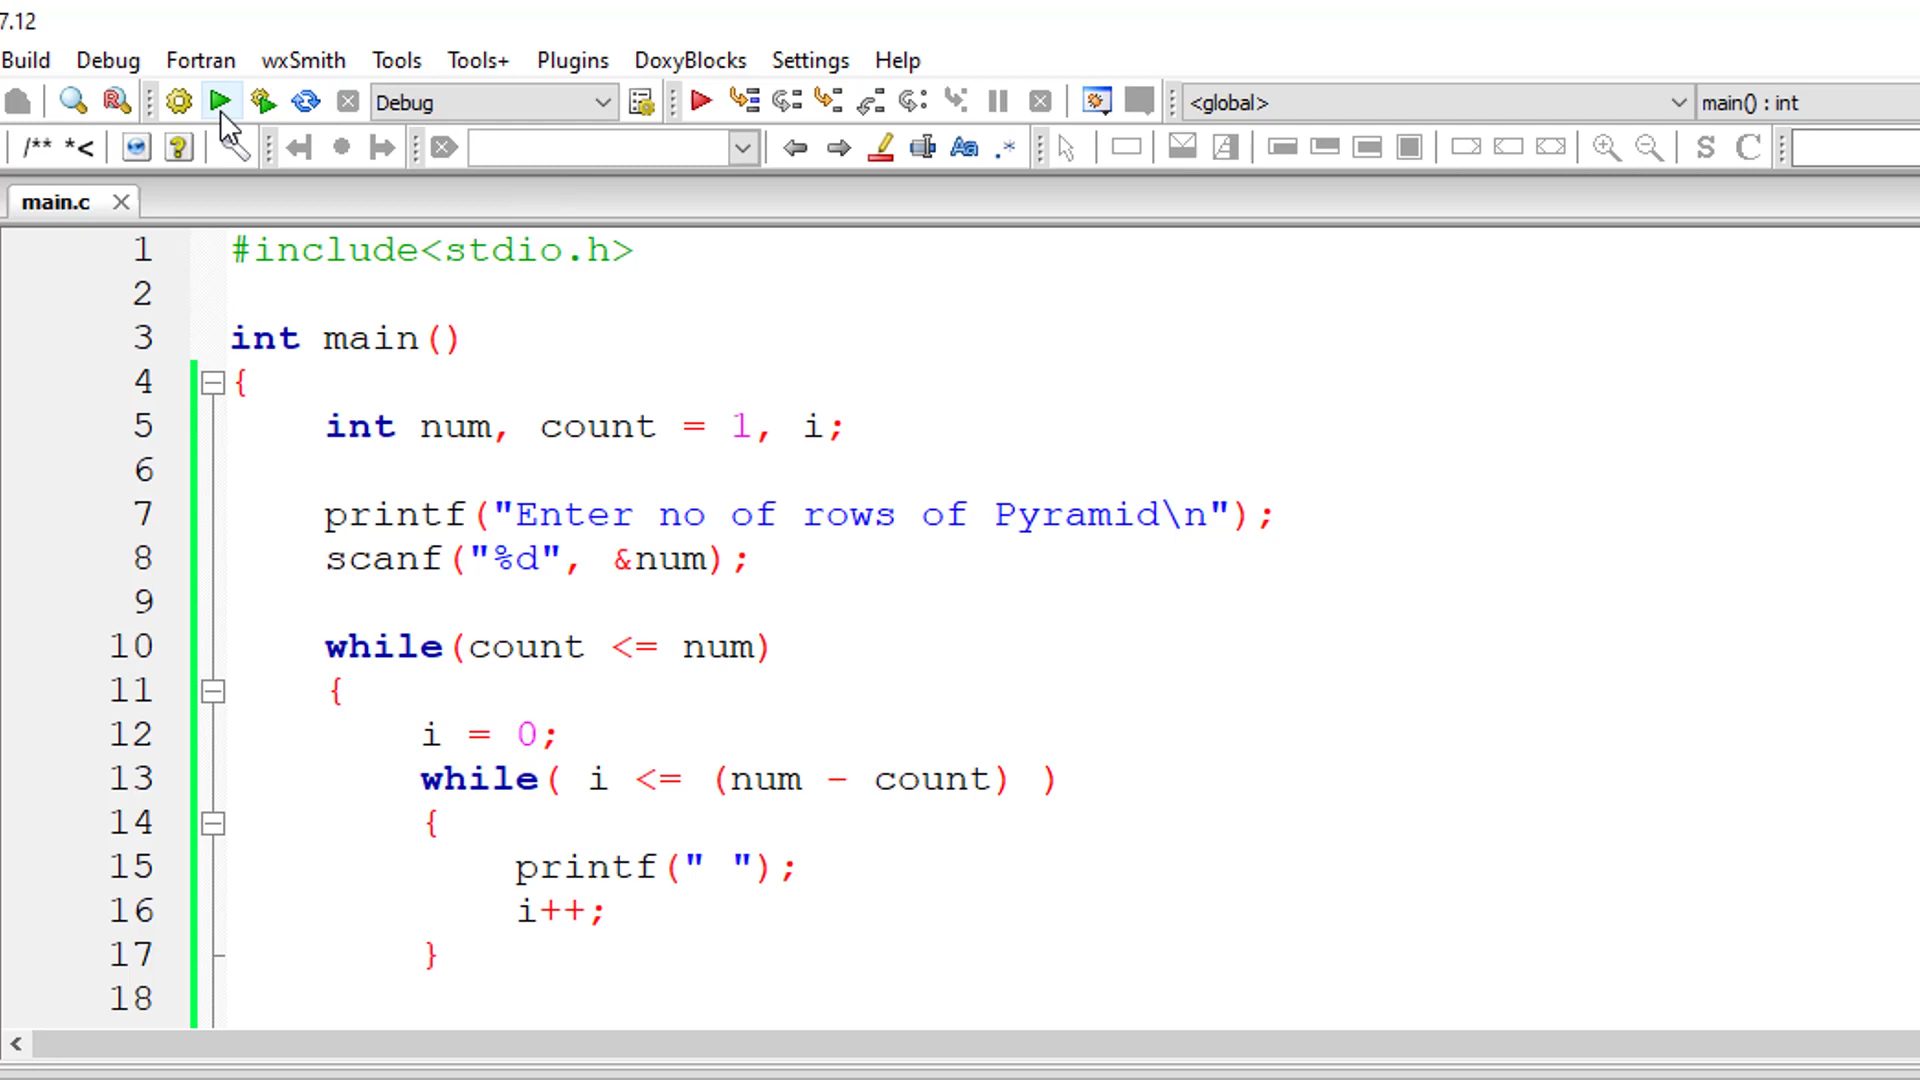 7.12
Build Debug Fortran wxSmith Tools Tools+ Plugins DoxyBlocks Settings Help
Debug <global> main() : int
/** *< S C
main.c
1 #include<stdio.h>
2
3 int main()
4 {
5 int num, count = 1, i;
6
7 printf("Enter no of rows of Pyramid\n");
8 scanf("%d", &num);
9
10 while(count <= num)
11 {
12 i = 0;
13 while( i <= (num - count) )
14 {
15 printf(" ");
16 i++;
17 }
18